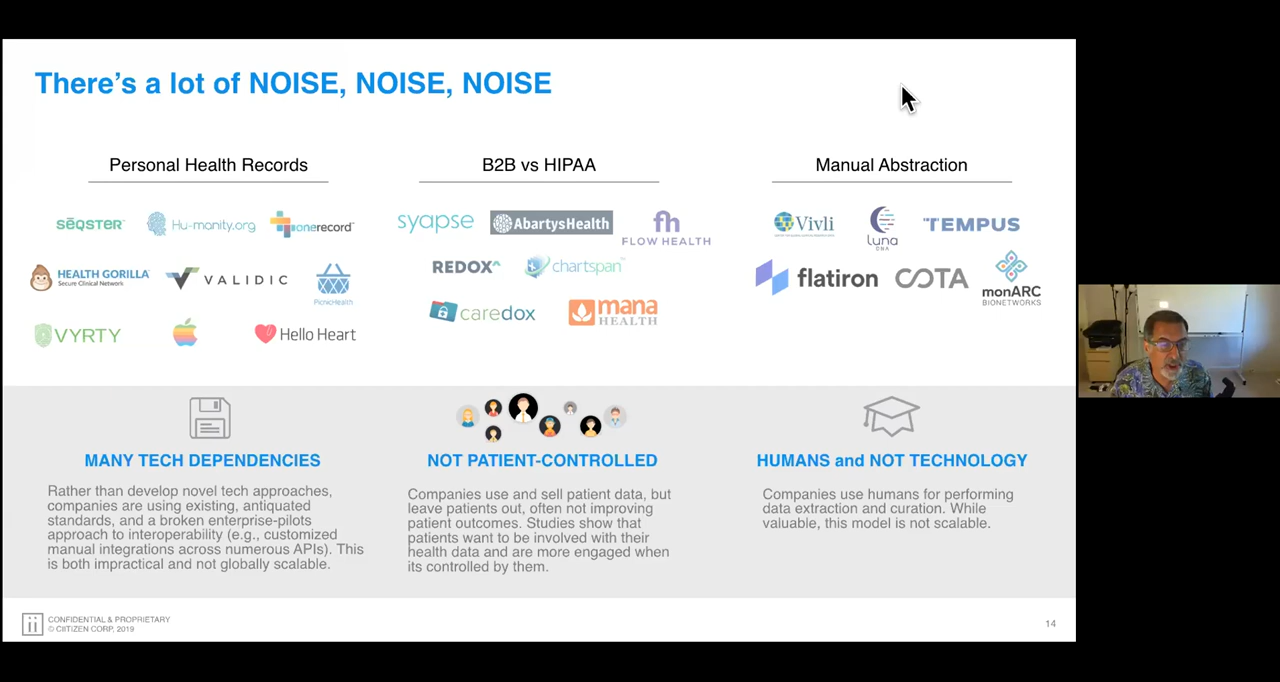 There's a lot of NOISE, NOISE, NOISE
Personal Health Records
sēQSTER
Hu-manity.org
onerecord
HEALTH GORILLA
Secure Clinical Network
VALIDIC
PicnicHealth
VYRTY
Hello Heart
B2B vs HIPAA
syapse
AbartysHealth
fh
FLOW HEALTH
REDOX
chartspan
caredox
mana
HEALTH
Manual Abstraction
Vivli
luna
DNA
TEMPUS
flatiron
COTA
monARC
BIONETWORKS
MANY TECH DEPENDENCIES
Rather than develop novel tech approaches,
companies are using existing, antiquated
standards, and a broken enterprise-pilots
approach to interoperability (e.g., customized
manual integrations across numerous APIs). This
is both impractical and not globally scalable.
NOT PATIENT-CONTROLLED
Companies use and sell patient data, but
leave patients out, often not improving
patient outcomes. Studies show that
patients want to be involved with their
health data and are more engaged when
its controlled by them.
HUMANS and NOT TECHNOLOGY
Companies use humans for performing
data extraction and curation. While
valuable, this model is not scalable.
ii
CONFIDENTIAL & PROPRIETARY
© CIITIZEN CORP, 2019
14